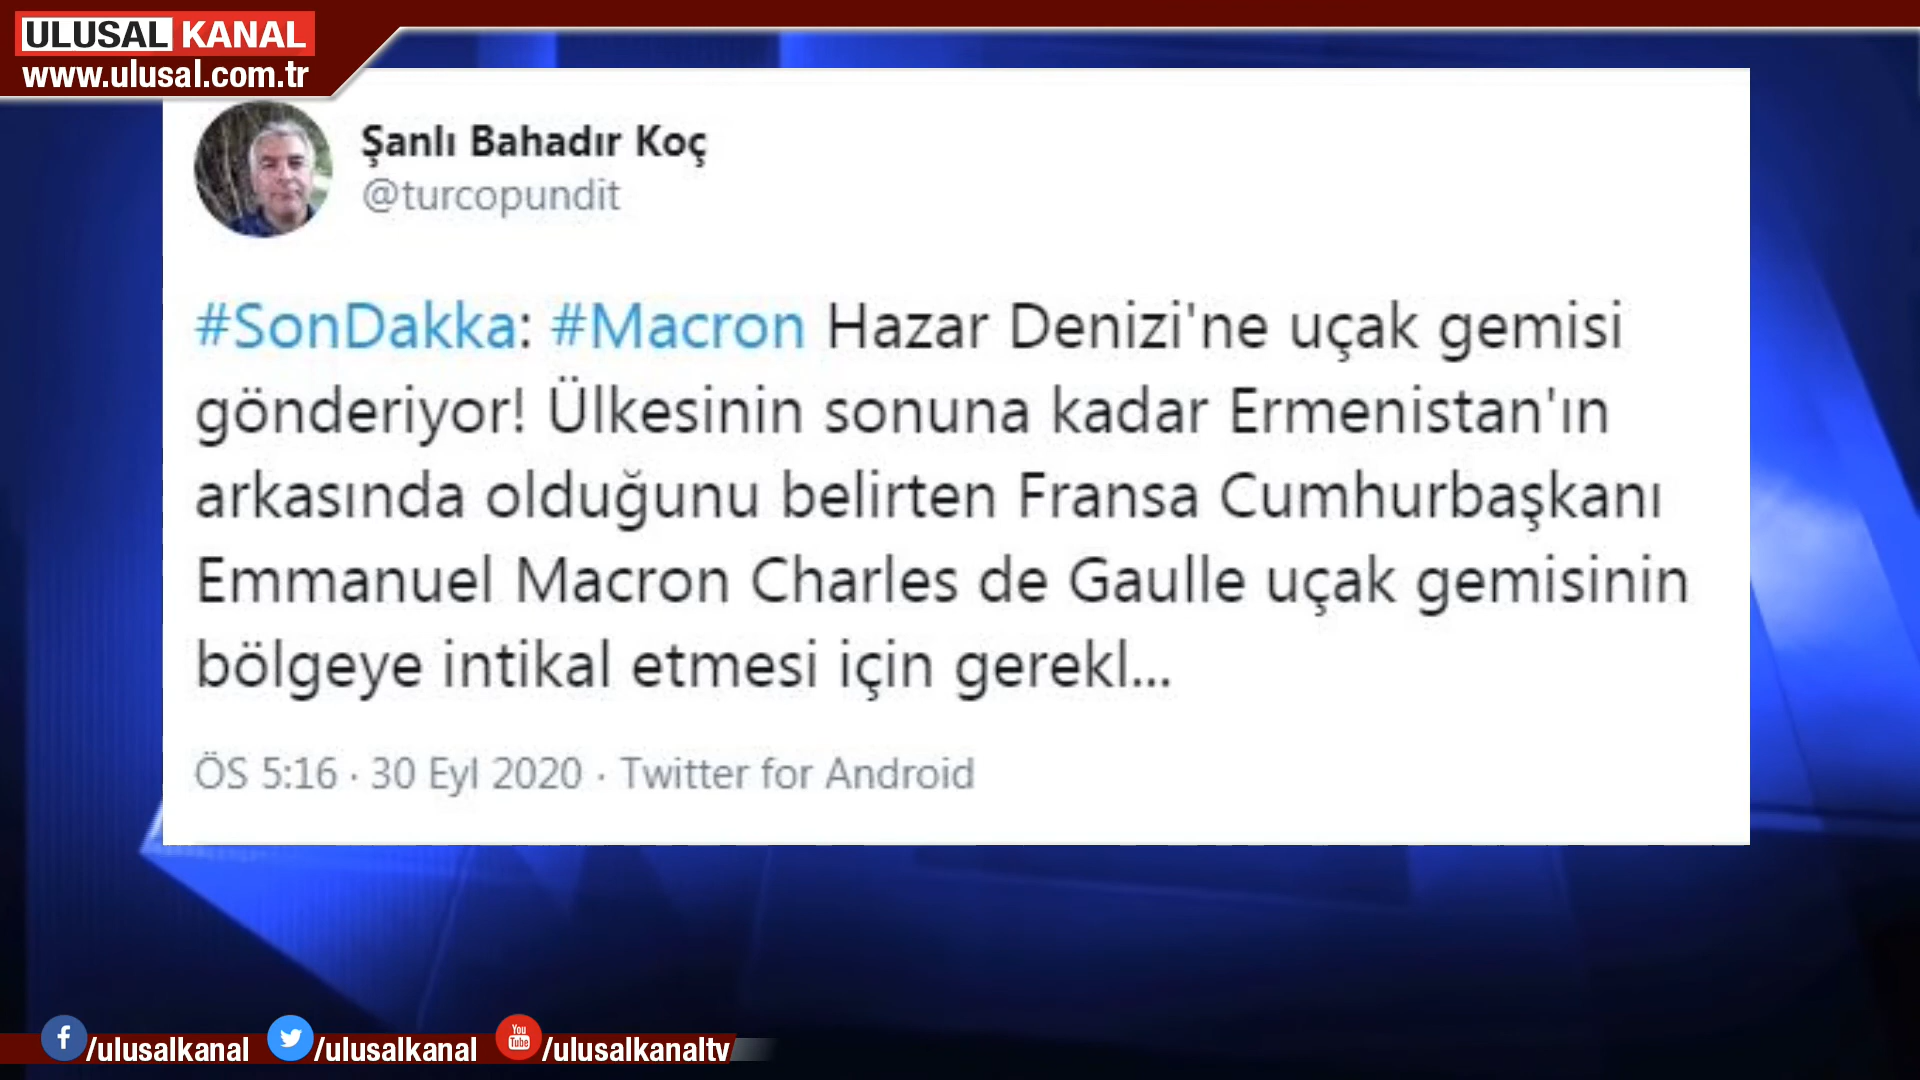 ULUSAL KANAL
www.ulusal.com.tr
Şanlı Bahadır Koç
@turcopundit
#SonDakka: #Macron Hazar Denizi'ne uçak gemisi
gönderiyor! Ülkesinin sonuna kadar Ermenistan'ın
arkasında olduğunu belirten Fransa Cumhurbaşkanı
Emmanuel Macron Charles de Gaulle uçak gemisinin
bölgeye intikal etmesi için gerekl...
ÖS 5:16 · 30 Eyl 2020 · Twitter for Android
f /ulusalkanal /ulusalkanal You Tube /ulusalkanaltv